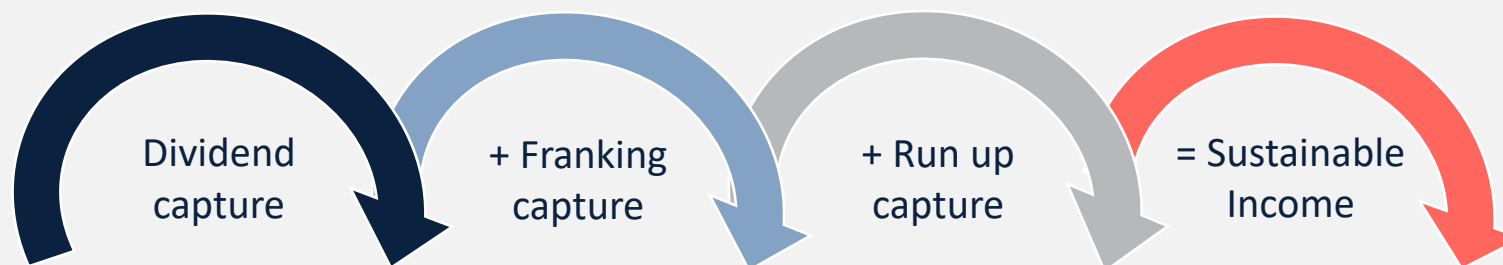 Dividend
capture
+ Franking
capture
+ Run up
capture
= Sustainable
Income